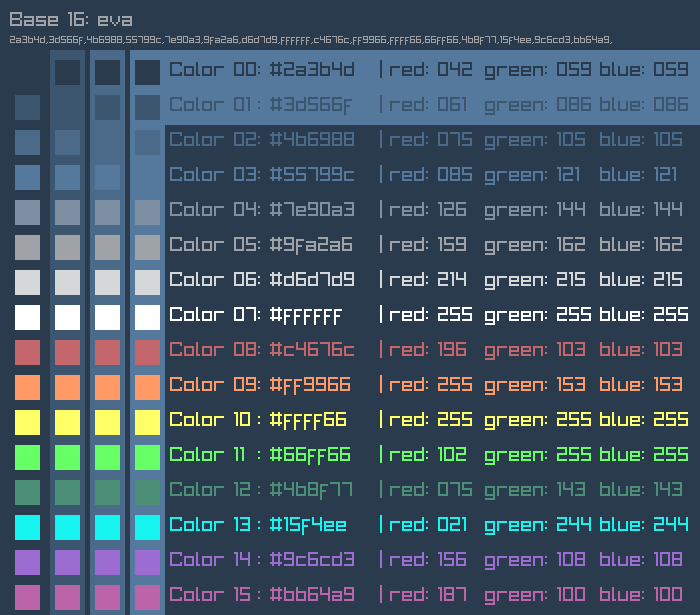 Base 16: eva
2a3b4d,3d566f,4b6988,55799c,7e90a3,9fa2a6,d6d7d9,ffffff,c4676c,ff9966,ffff66,66ff66,4b8f77,15f4ee,9c6cd3,bb64a9,
Color 00: #2a3b4d | red: 042 green: 059 blue: 059
Color 01: #3d566f | red: 061 green: 086 blue: 086
Color 02: #4b6988 | red: 075 green: 105 blue: 105
Color 03: #55799c | red: 085 green: 121 blue: 121
Color 04: #7e90a3 | red: 126 green: 144 blue: 144
Color 05: #9fa2a6 | red: 159 green: 162 blue: 162
Color 06: #d6d7d9 | red: 214 green: 215 blue: 215
Color 07: #ffffff | red: 255 green: 255 blue: 255
Color 08: #c4676c | red: 196 green: 103 blue: 103
Color 09: #ff9966 | red: 255 green: 153 blue: 153
Color 10 : #ffff66 | red: 255 green: 255 blue: 255
Color 11 : #66ff66 | red: 102 green: 255 blue: 255
Color 12 : #4b8f77 | red: 075 green: 143 blue: 143
Color 13 : #15f4ee | red: 021 green: 244 blue: 244
Color 14 : #9c6cd3 | red: 156 green: 108 blue: 108
Color 15 : #bb64a9 | red: 187 green: 100 blue: 100